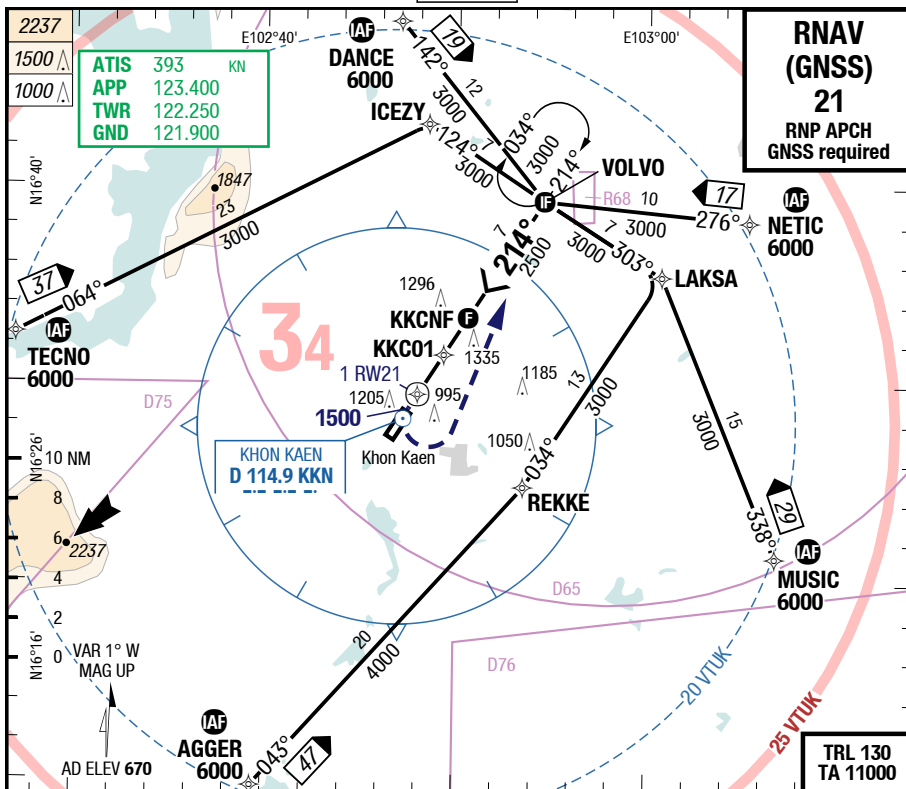 2237
1500
1000
ATIS 393 KN
APP 123.400
TWR 122.250
GND 121.900
E102°40'
E103°00'
RNAV
(GNSS)
21
RNP APCH
GNSS required
IAF
DANCE
6000
19
142°
12
3000
ICEZY
124°
7
3000
034°
3000
214°
VOLVO
IF
R68
10
3000
17
276°
IAF
NETIC
6000
N16°40'
1847
23
3000
37
064°
IAF
TECNO
6000
7
214°
2500
7
3000
303°
LAKSA
1296
KKCNF
F
KKC01
1335
34
1 RW21
1205
995
1185
1500
1050
Khon Kaen
KHON KAEN
D 114.9 KKN
13
3000
034°
REKKE
15
3000
338°
29
IAF
MUSIC
6000
D75
N16°26'
10 NM
8
6
4
2
0
2237
N16°16'
D65
D76
VAR 1° W
MAG UP
20
4000
IAF
AGGER
6000
043°
47
AD ELEV 670
20 VTUK
25 VTUK
TRL 130
TA 11000